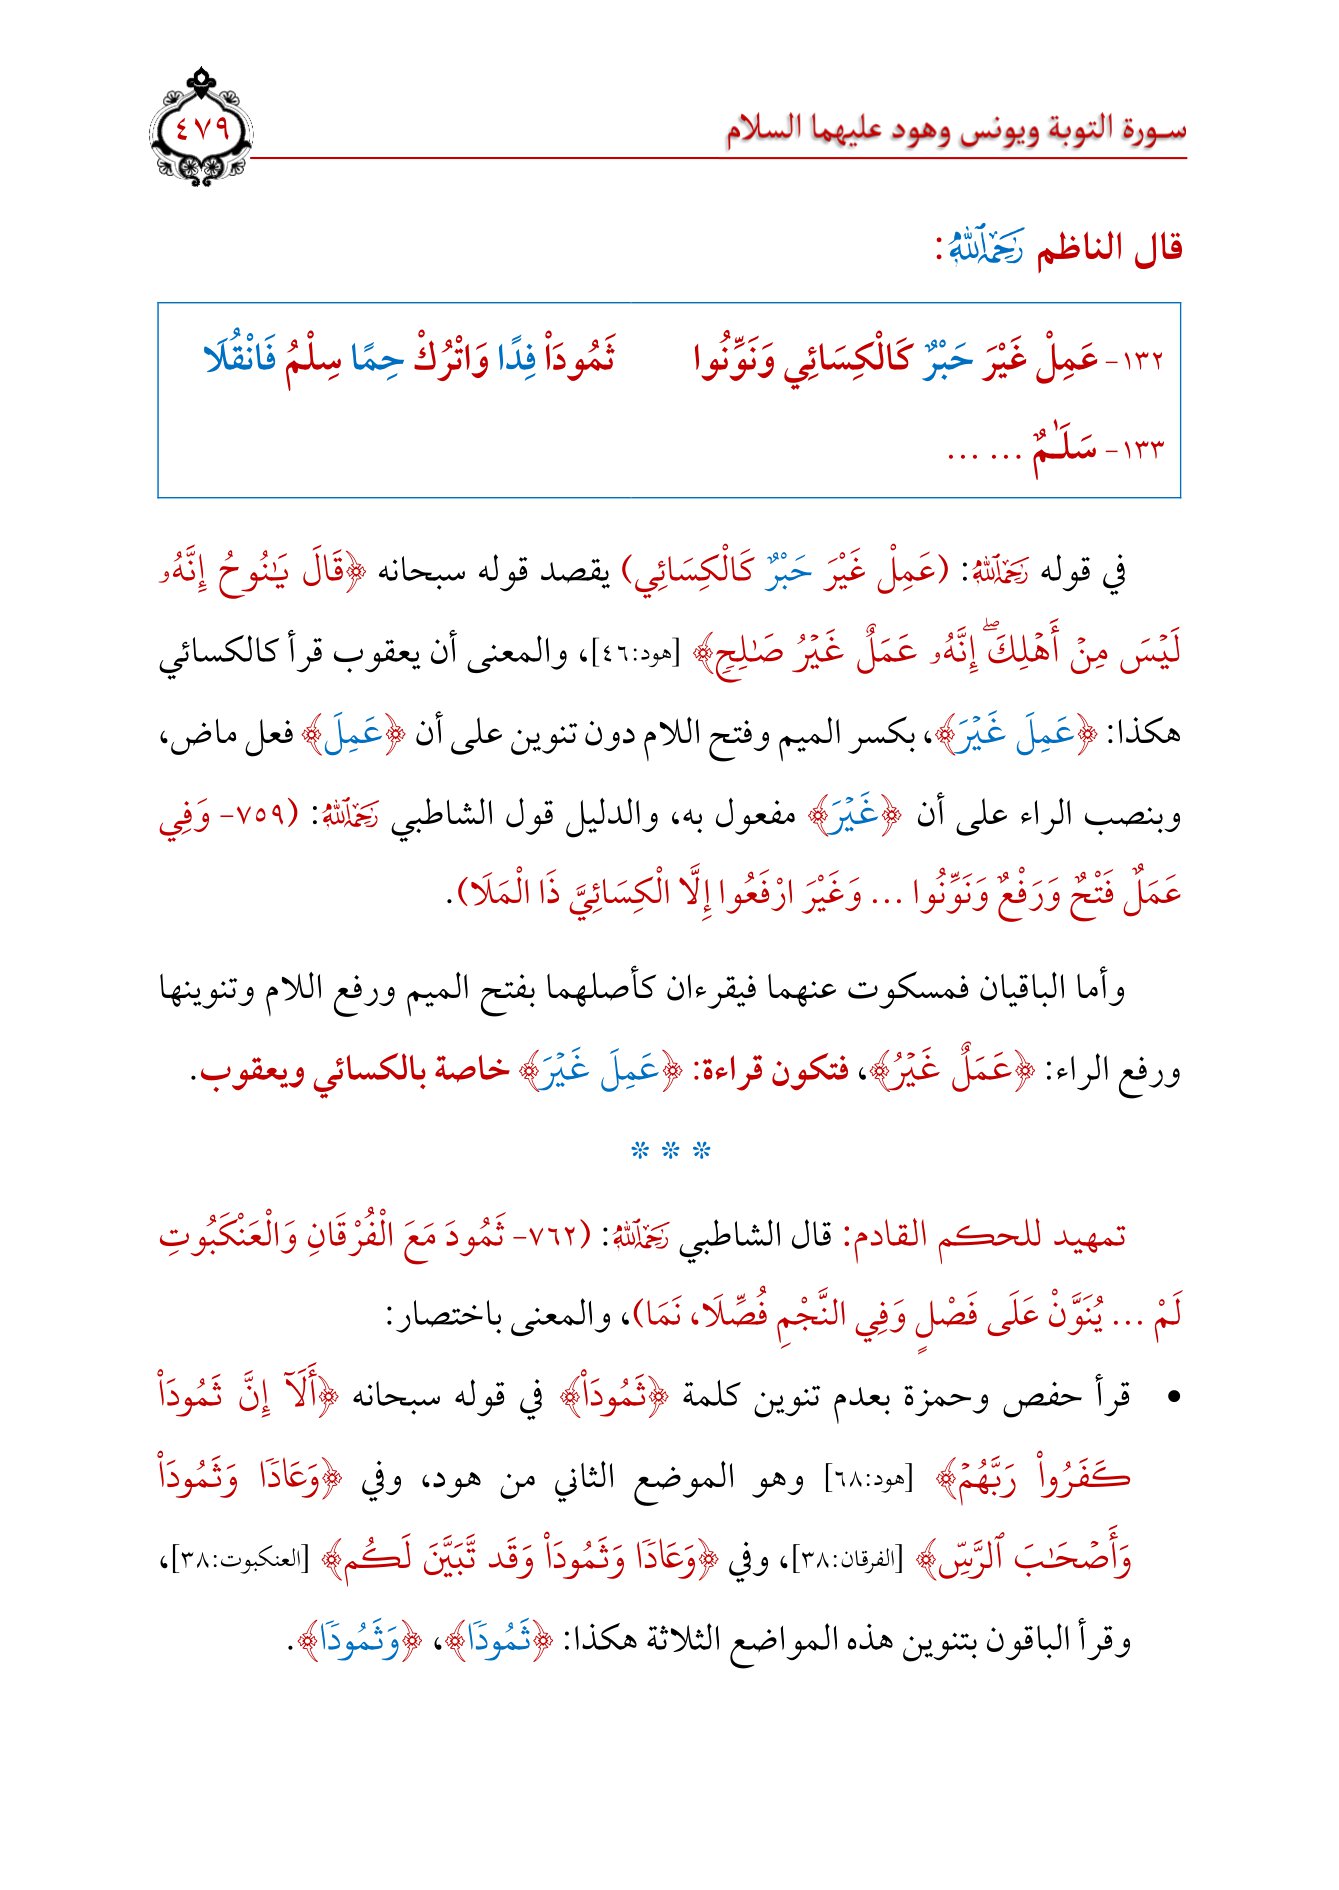 سورة التوبة ويونس وهود عليهما السلام
٤٧٩
قال الناظم رَحِمَهُ ٱللَّهُ:
١٣٢- عَمِلْ غَيْرَ حَبْرٌ كَالْكِسَائِي وَنَوِّنُوا ثَمُودَاْ فِدًا وَاتْرُكْ حِمًا سِلْمُ فَانْقُلَا
١٣٣- سَلَـٰمٌ ... ...
في قوله رَحِمَهُ ٱللَّهُ: (عَمِلْ غَيْرَ حَبْرٌ كَالْكِسَائِي) يقصد قوله سبحانه ﴿قَالَ يَـٰنُوحُ إِنَّهُۥ
لَيْسَ مِنْ أَهْلِكَۖ إِنَّهُۥ عَمَلٌ غَيْرُ صَـٰلِحٖ﴾ [هود:٤٦]، والمعنى أن يعقوب قرأ كالكسائي
هكذا: ﴿عَمِلَ غَيْرَ﴾، بكسر الميم وفتح اللام دون تنوين على أن ﴿عَمِلَ﴾ فعل ماض،
وبنصب الراء على أن ﴿غَيْرَ﴾ مفعول به، والدليل قول الشاطبي رَحِمَهُ ٱللَّهُ: (٧٥٩- وَفِي
عَمَلٌ فَتْحٌ وَرَفْعٌ وَنَوِّنُوا ... وَغَيْرَ ارْفَعُوا إِلَّا الْكِسَائِيَّ ذَا الْمَلَا).
وأما الباقيان فمسكوت عنهما فيقرءان كأصلهما بفتح الميم ورفع اللام وتنوينها
ورفع الراء: ﴿عَمَلٌ غَيْرُ﴾، فتكون قراءة: ﴿عَمِلَ غَيْرَ﴾ خاصة بالكسائي ويعقوب.
* * *
تمهيد للحكم القادم: قال الشاطبي رَحِمَهُ ٱللَّهُ: (٧٦٢- ثَمُودَ مَعَ الْفُرْقَانِ وَالْعَنْكَبُوتِ
لَمْ ... يُنَوَّنْ عَلَى فَصْلٍ وَفِي النَّجْمِ فُصِّلَا، نَمَا)، والمعنى باختصار:
• قرأ حفص وحمزة بعدم تنوين كلمة ﴿ثَمُودَاْ﴾ في قوله سبحانه ﴿أَلَآ إِنَّ ثَمُودَاْ
كَفَرُواْ رَبَّهُمْ﴾ [هود:٦٨] وهو الموضع الثاني من هود، وفي ﴿وَعَادٗا وَثَمُودَاْ
وَأَصْحَـٰبَ ٱلرَّسِّ﴾ [الفرقان:٣٨]، وفي ﴿وَعَادٗا وَثَمُودَاْ وَقَد تَّبَيَّنَ لَكُم﴾ [العنكبوت:٣٨]،
وقرأ الباقون بتنوين هذه المواضع الثلاثة هكذا: ﴿ثَمُودٗا﴾، ﴿وَثَمُودٗا﴾.